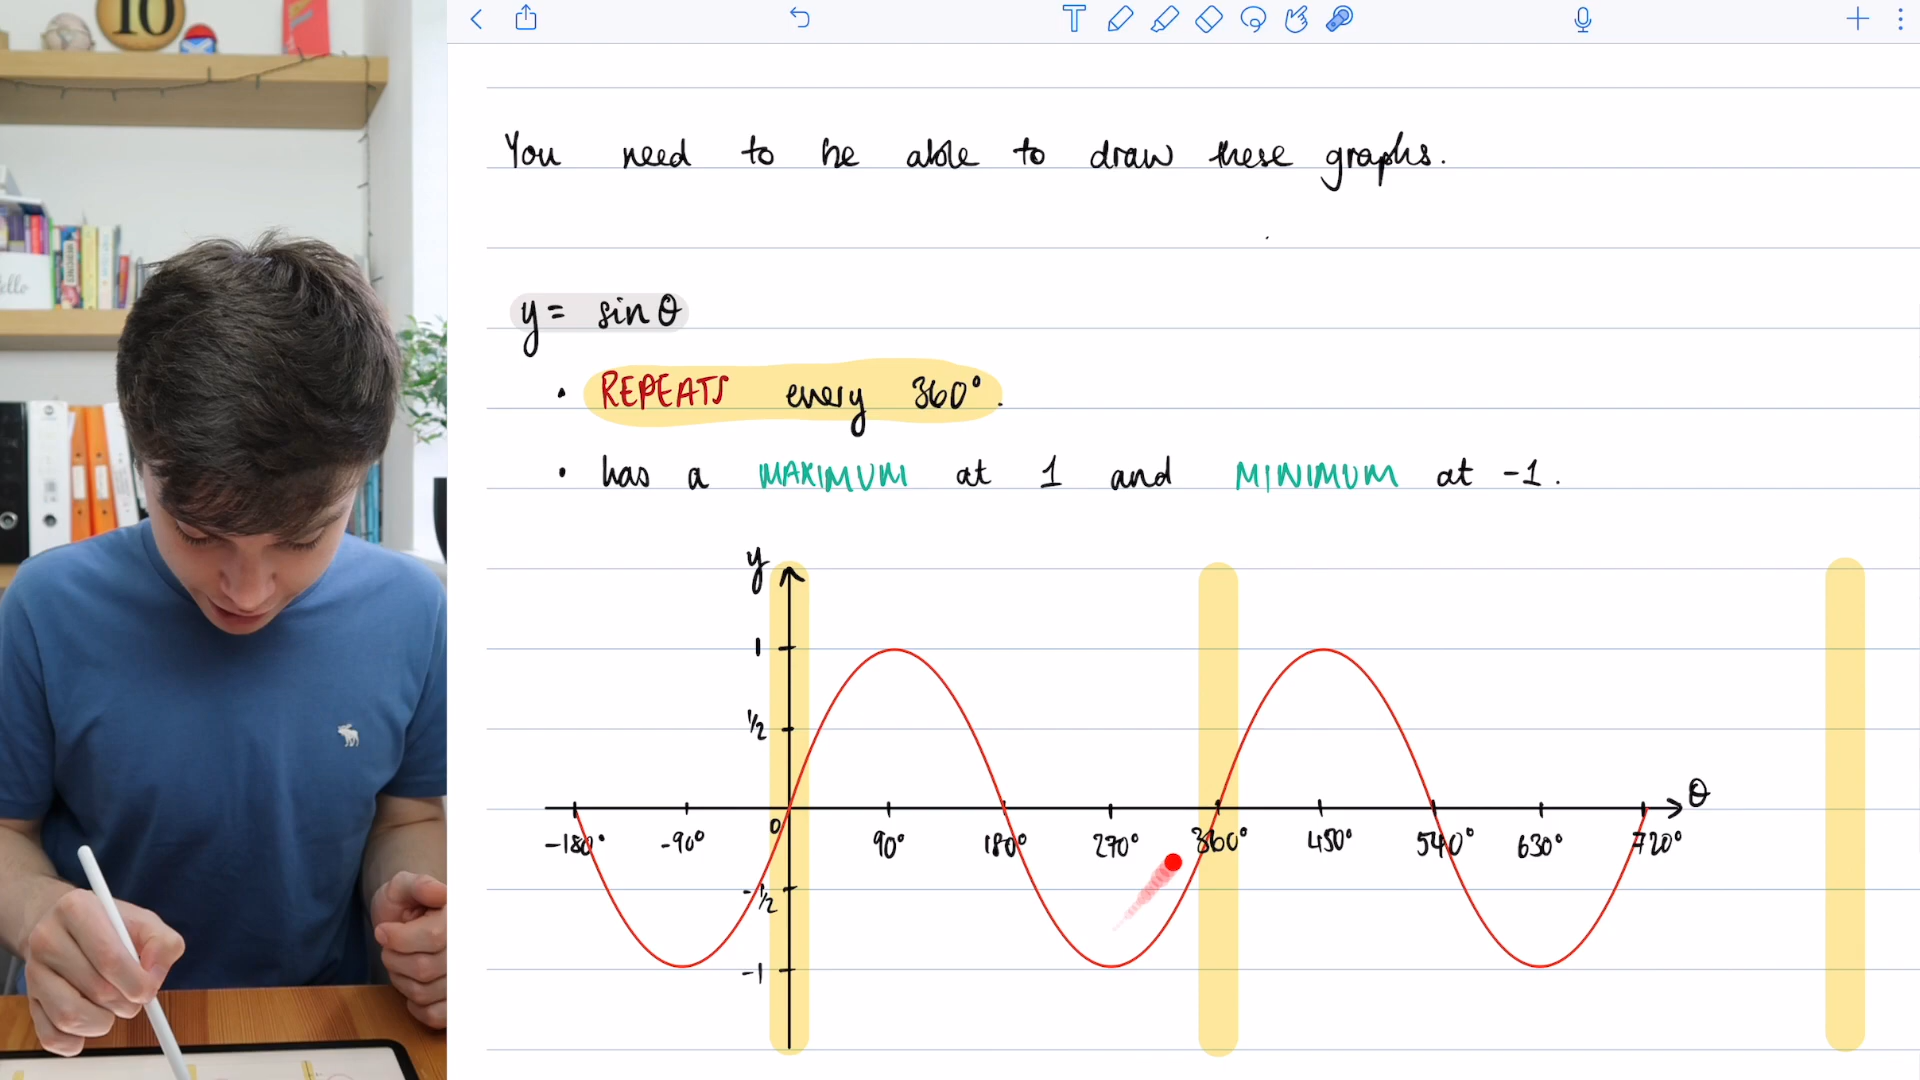 10
ello
You need to be able to draw these graphs.
y = sin θ
• REPEATS every 360°.
• has a MAXIMUM at 1 and MINIMUM at -1.
y
1
1/2
θ
-180° -90° 0 90° 180° 270° 360° 450° 540° 630° 720°
-1/2
-1